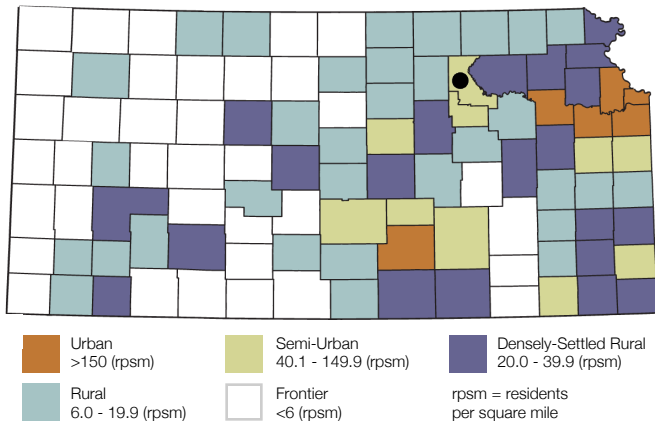 Urban
>150 (rpsm)
Semi-Urban
40.1 - 149.9 (rpsm)
Densely-Settled Rural
20.0 - 39.9 (rpsm)
Rural
6.0 - 19.9 (rpsm)
Frontier
<6 (rpsm)
rpsm = residents
per square mile